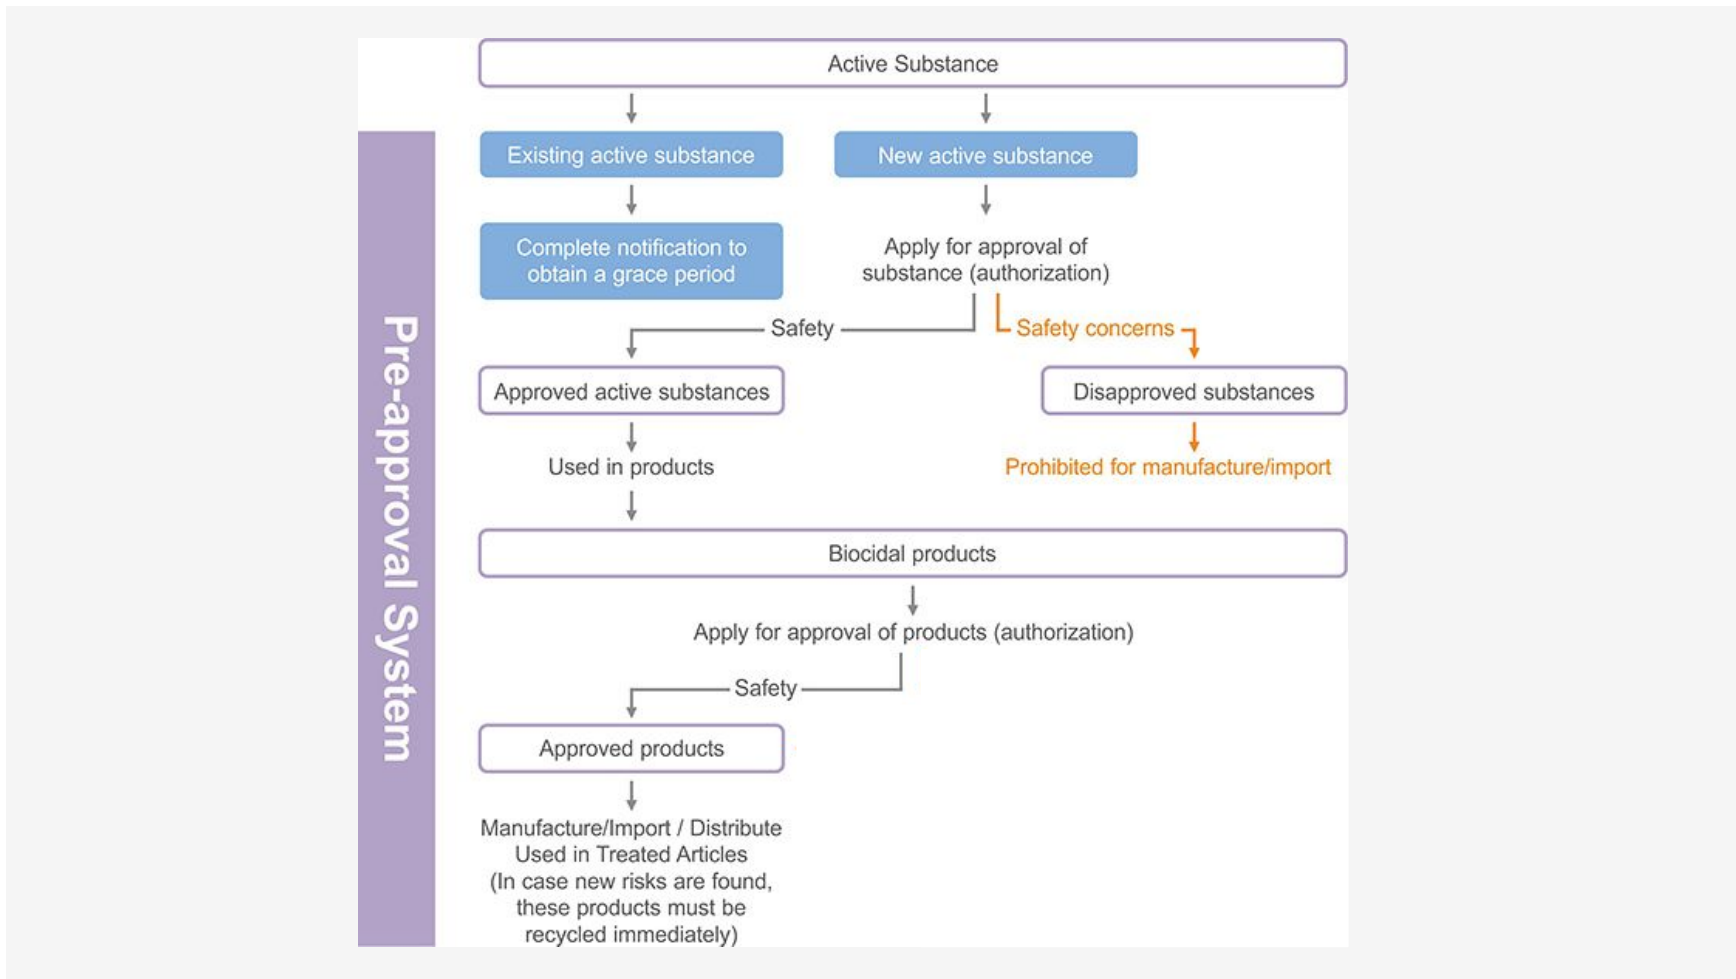 Active Substance
Pre-approval System
Existing active substance
New active substance
Complete notification to
obtain a grace period
Apply for approval of
substance (authorization)
Safety
Safety concerns
Approved active substances
Disapproved substances
Used in products
Prohibited for manufacture/import
Biocidal products
Apply for approval of products (authorization)
Safety
Approved products
Manufacture/Import / Distribute
Used in Treated Articles
(In case new risks are found,
these products must be
recycled immediately)